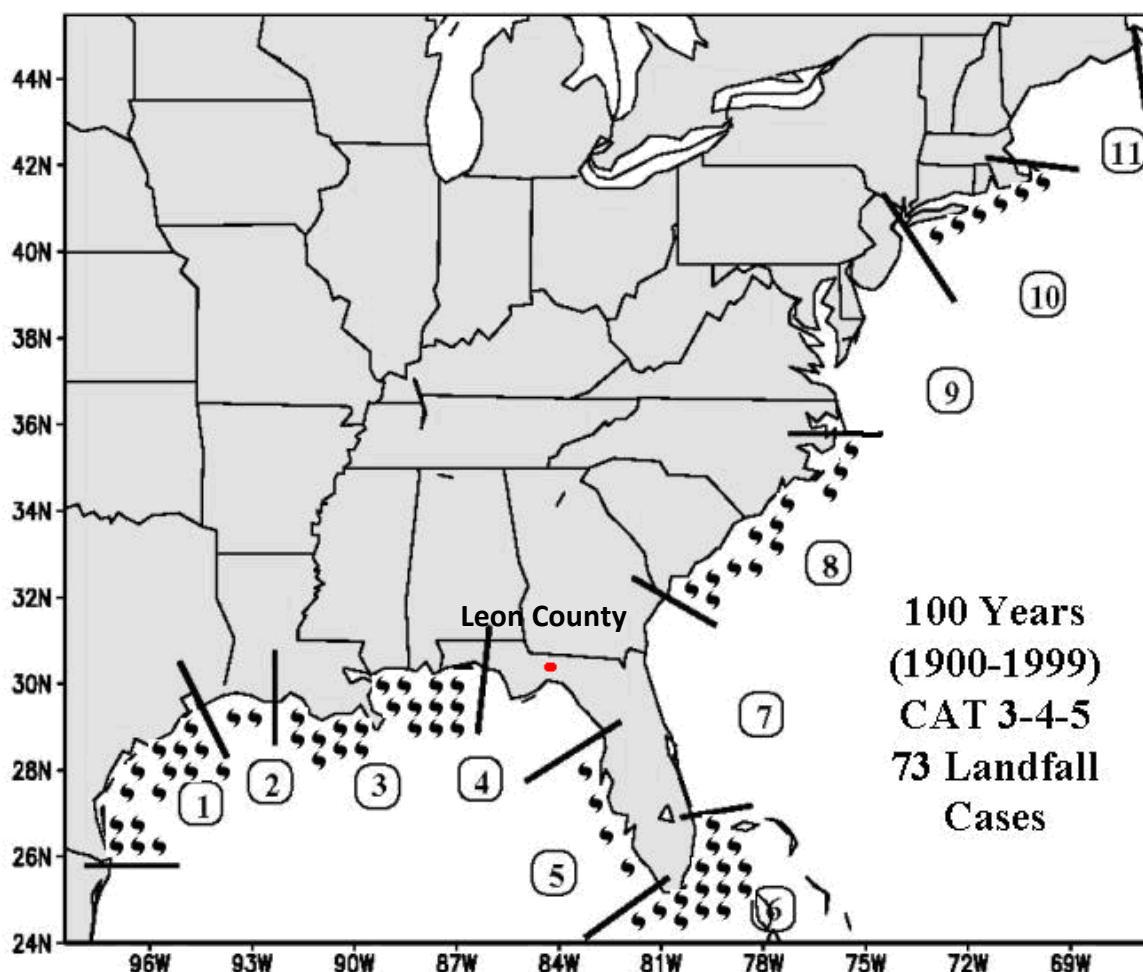 44N
42N
40N
38N
36N
34N
32N
30N
28N
26N
24N
96W 93W 90W 87W 84W 81W 78W 75W 72W 69W
Leon County
1
2
3
4
5
6
7
8
9
10
11
100 Years
(1900-1999)
CAT 3-4-5
73 Landfall
Cases